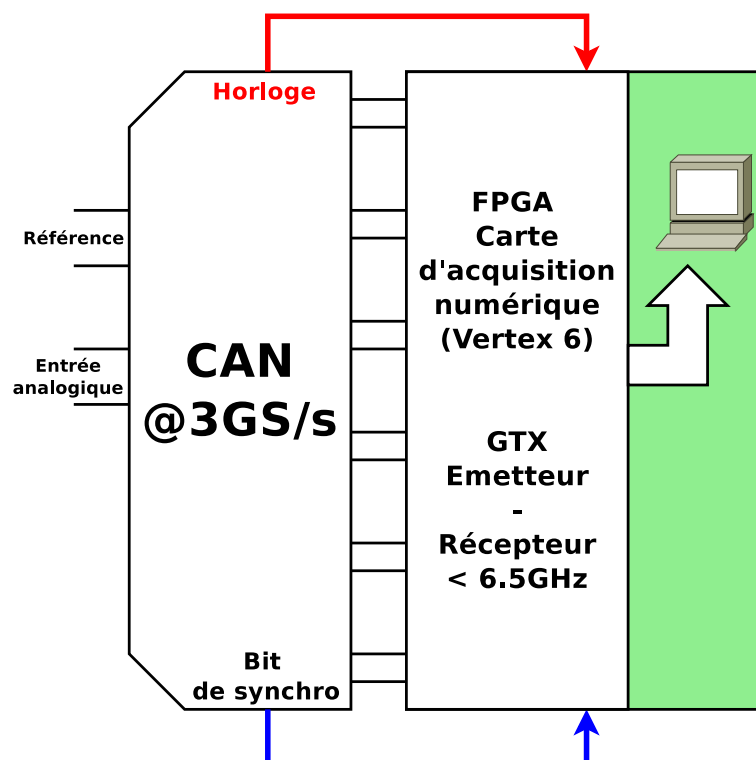 Horloge
Référence
Entrée
analogique
CAN
@3GS/s
Bit
de synchro
FPGA
Carte
d'acquisition
numérique
(Vertex 6)
GTX
Emetteur
-
Récepteur
< 6.5GHz